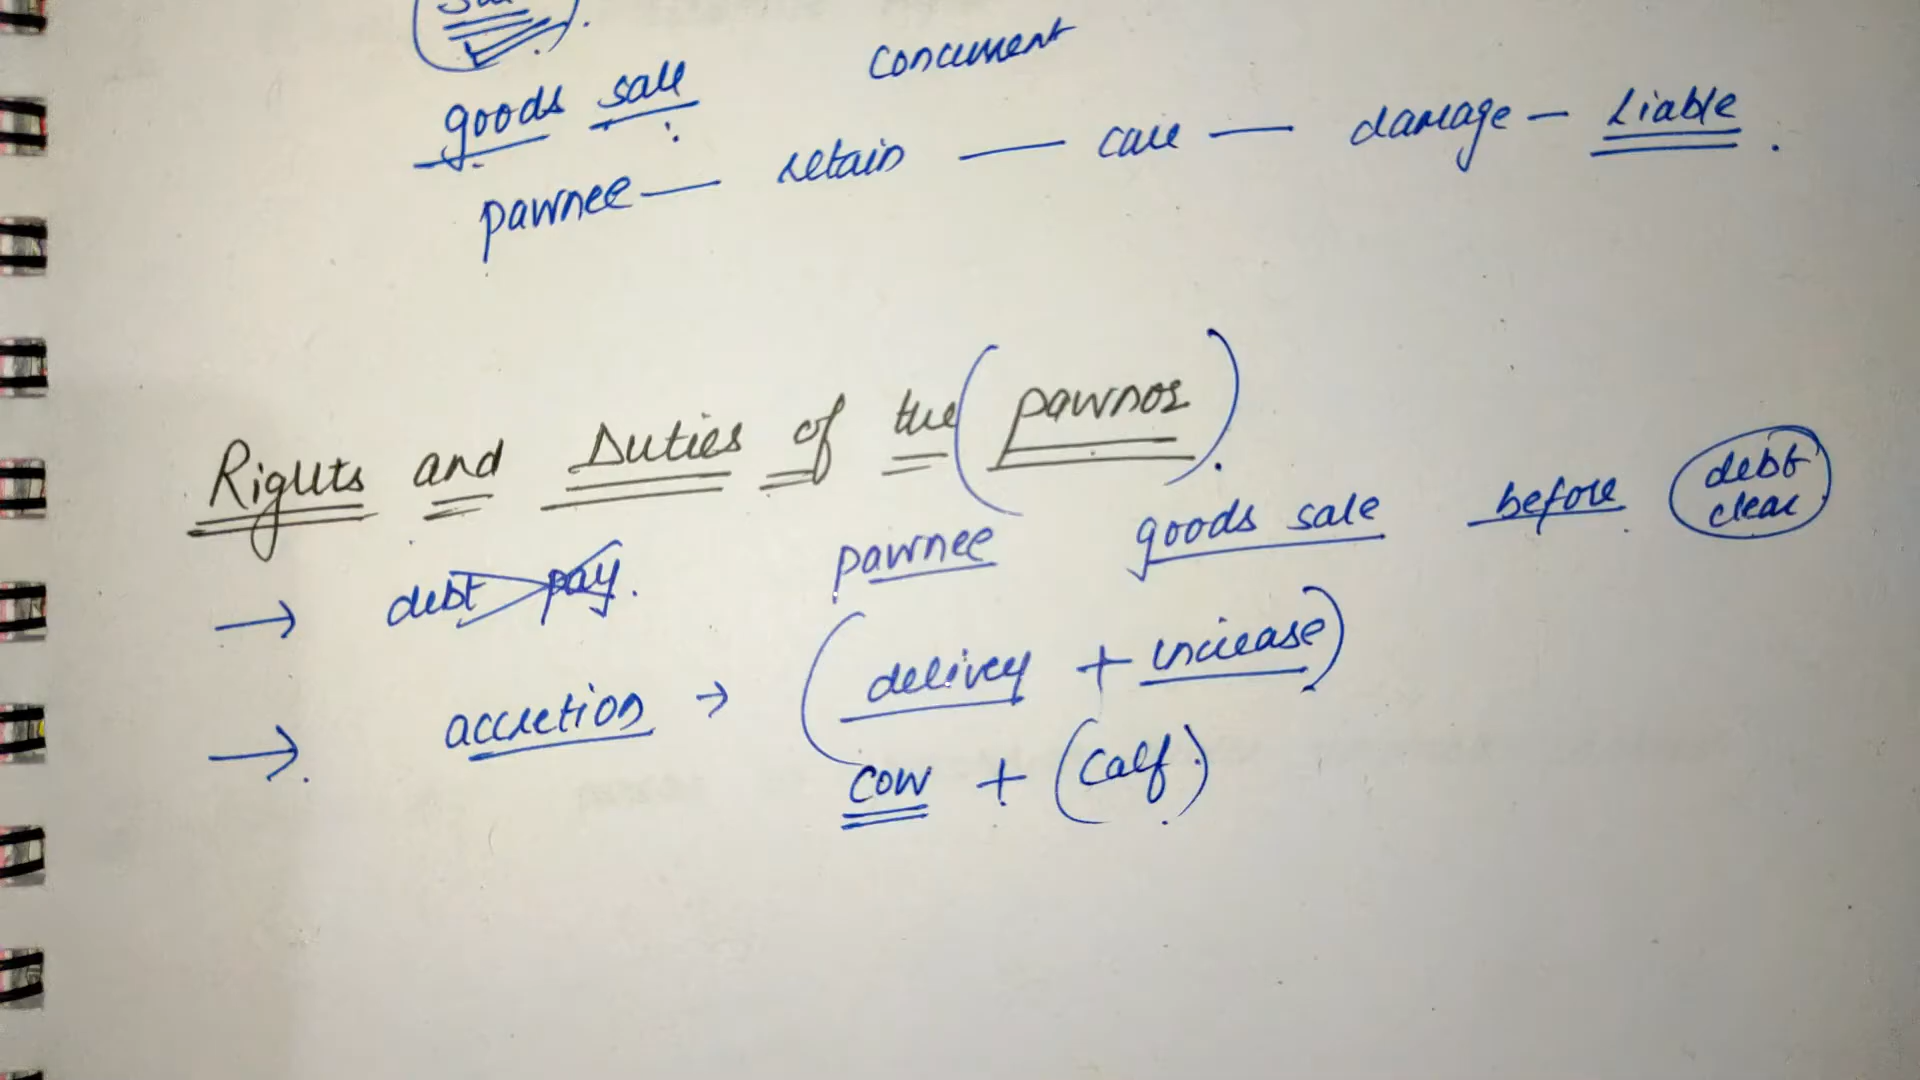 concurrent
goods sale
pawnee — retain — care — damage — Liable.
Rights and Duties of the (pawnor).
→ debt pay. pawnee goods sale before debt clear
→ accretion → (delivey + increase)
cow + (calf)